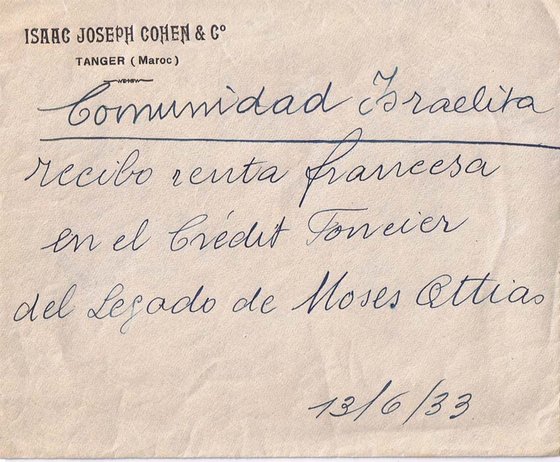 ISAAC JOSEPH COHEN & Cº
TANGER (Maroc)
Comunidad Israelita
recibo renta francesa
en el Crédit Foncier
del Legado de Moses Attias
13/6/33